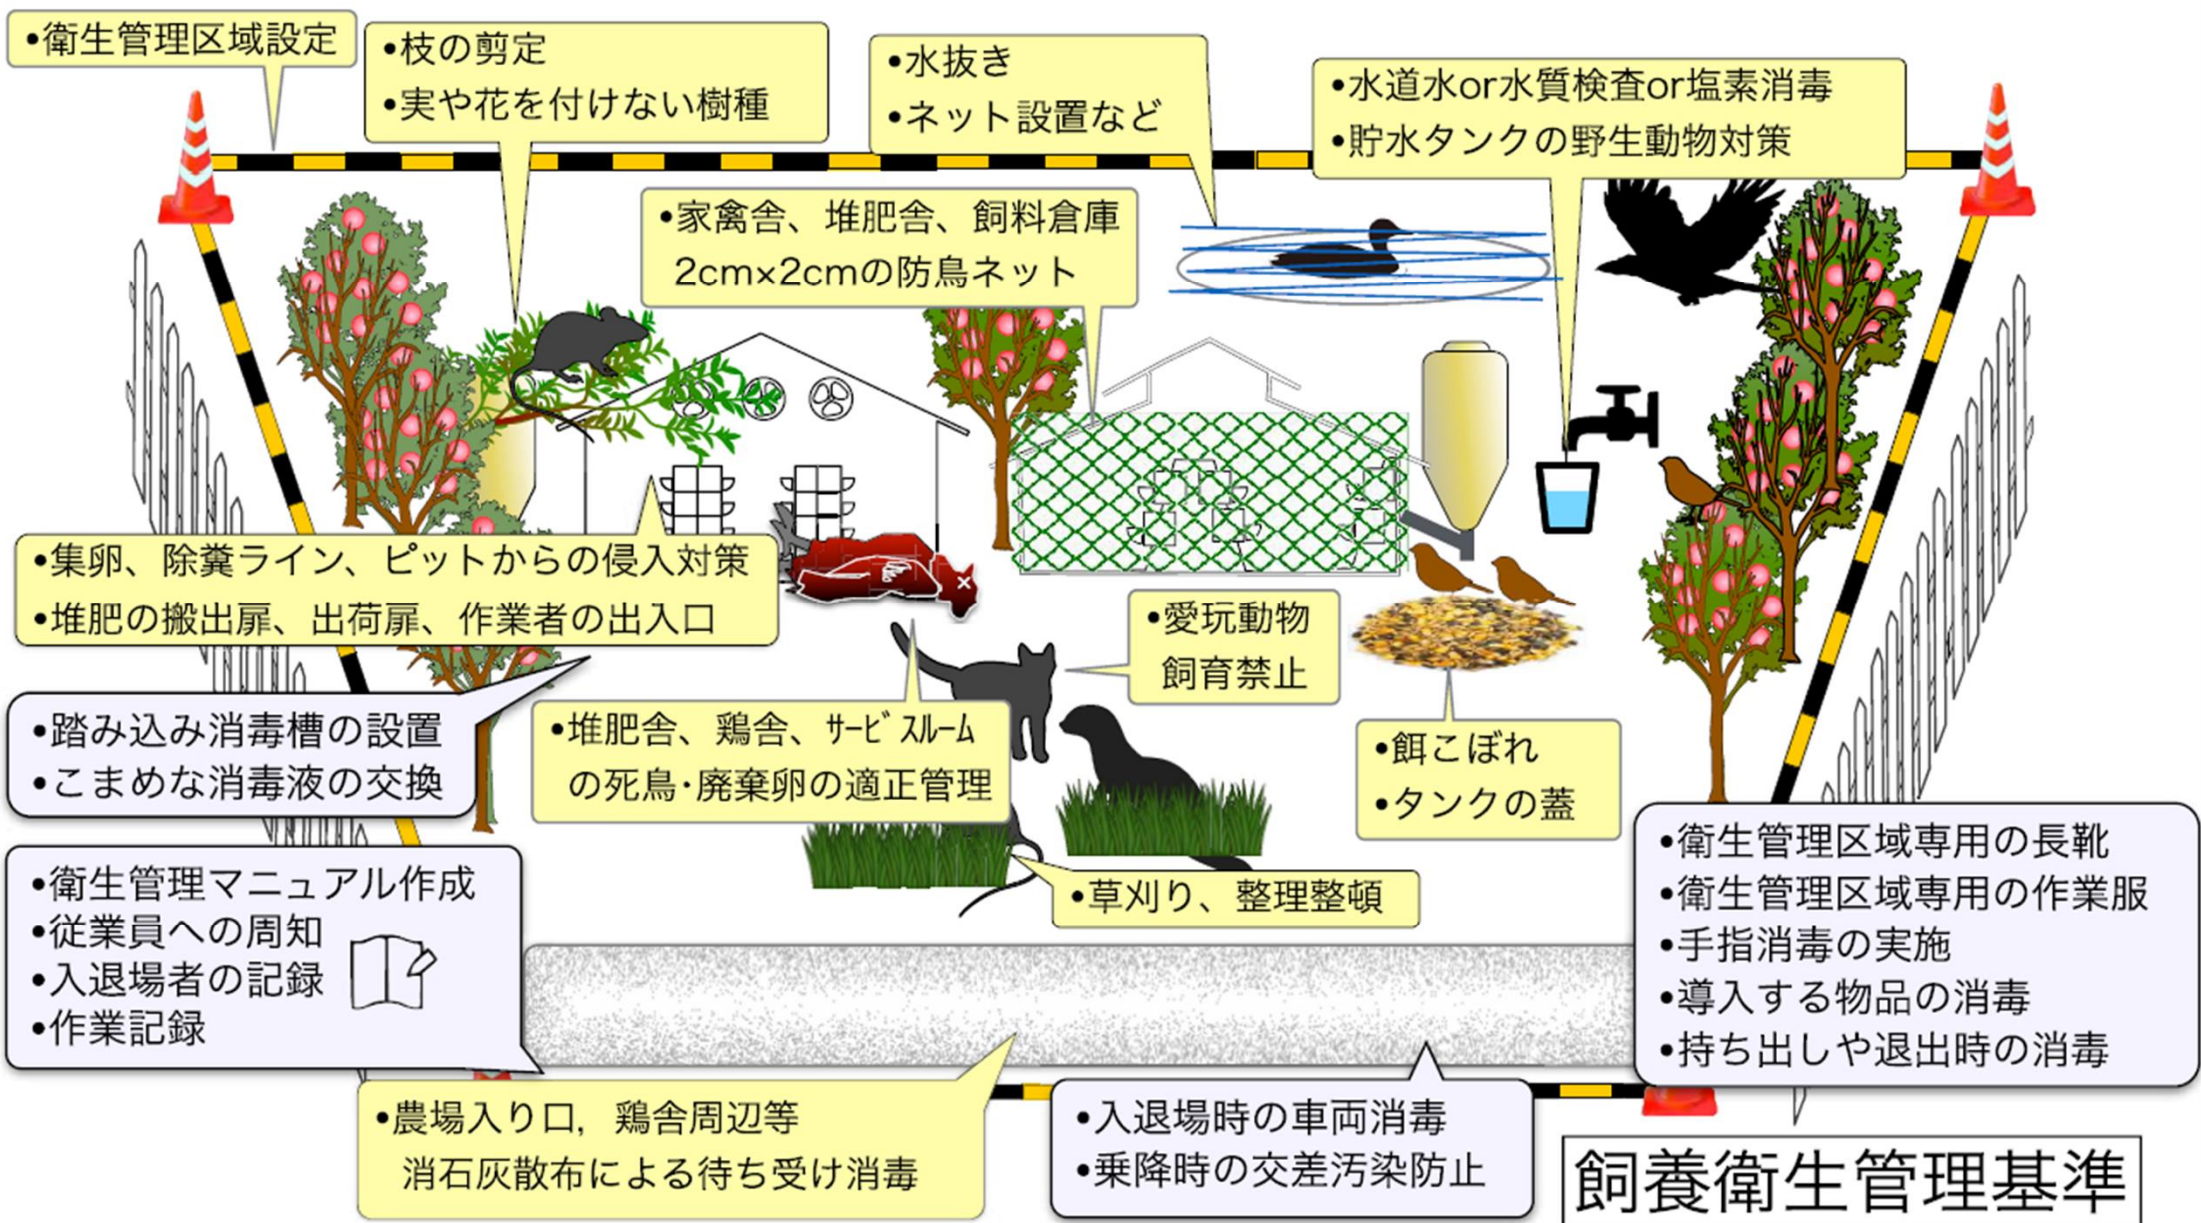 •衛生管理区域設定
•枝の剪定
•実や花を付けない樹種
•水抜き
•ネット設置など
•水道水or水質検査or塩素消毒
•貯水タンクの野生動物対策
•家禽舎、堆肥舎、飼料倉庫
2cm×2cmの防鳥ネット
•集卵、除糞ライン、ピットからの侵入対策
•堆肥の搬出扉、出荷扉、作業者の出入口
•愛玩動物
飼育禁止
•踏み込み消毒槽の設置
•こまめな消毒液の交換
•堆肥舎、鶏舎、ｻｰﾋﾞｽﾙｰﾑ
の死鳥･廃棄卵の適正管理
•餌こぼれ
•タンクの蓋
•衛生管理マニュアル作成
•従業員への周知
•入退場者の記録
•作業記録
•草刈り、整理整頓
•衛生管理区域専用の長靴
•衛生管理区域専用の作業服
•手指消毒の実施
•導入する物品の消毒
•持ち出しや退出時の消毒
•農場入り口，鶏舎周辺等
消石灰散布による待ち受け消毒
•入退場時の車両消毒
•乗降時の交差汚染防止
飼養衛生管理基準